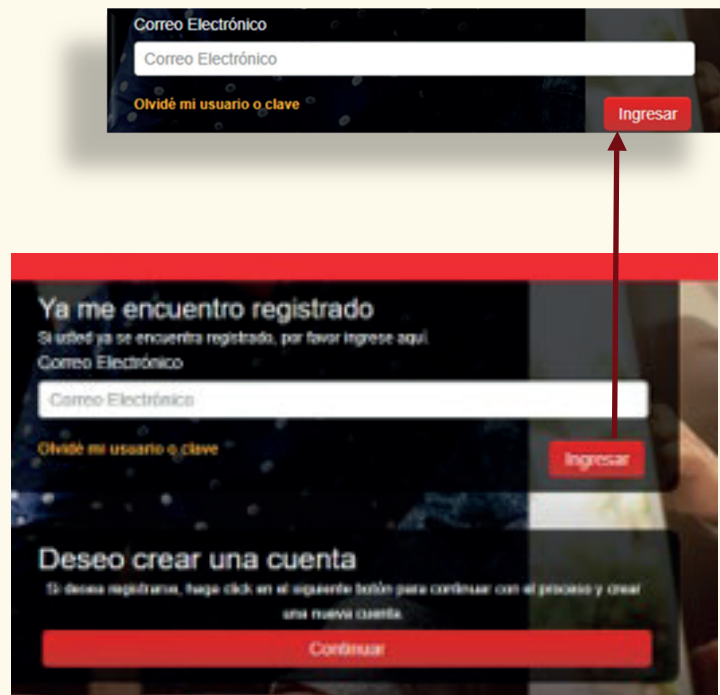 Correo Electrónico
Correo Electrónico
Olvidé mi usuario o clave
Ingresar
Ya me encuentro registrado
Si usted ya se encuentra registrado, por favor ingrese aquí.
Correo Electrónico
Correo Electrónico
Olvidé mi usuario o clave
Ingresar
Deseo crear una cuenta
Si desea registrarse, haga click en el siguiente botón para continuar con el proceso y crear
una nueva cuenta.
Continuar